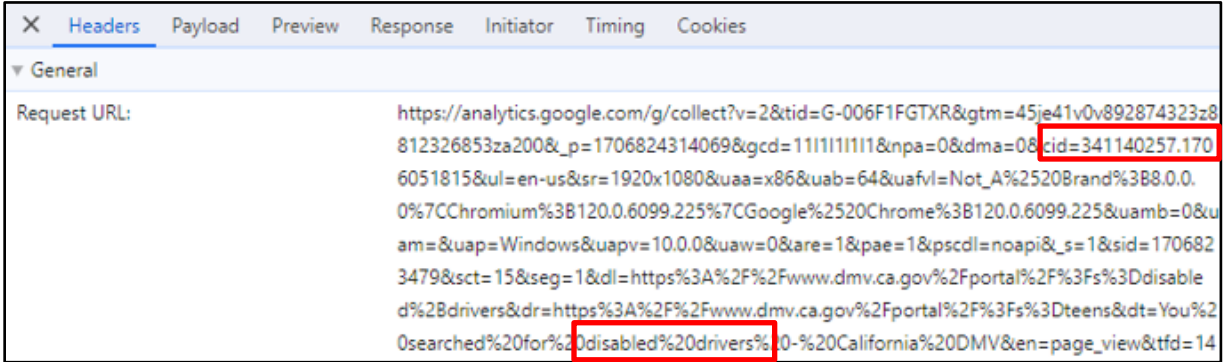 × Headers Payload Preview Response Initiator Timing Cookies
▼ General
Request URL: https://analytics.google.com/g/collect?v=2&tid=G-006F1FGTXR&gtm=45je41v0v892874323z8
812326853za200&_p=1706824314069&gcd=11l1l1l1l1&npa=0&dma=0&cid=341140257.170
6051815&ul=en-us&sr=1920x1080&uaa=x86&uab=64&uafvl=Not_A%2520Brand%3B8.0.0.
0%7CChromium%3B120.0.6099.225%7CGoogle%2520Chrome%3B120.0.6099.225&uamb=0&u
am=&uap=Windows&uapv=10.0.0&uaw=0&are=1&pae=1&pscdl=noapi&_s=1&sid=170682
3479&sct=15&seg=1&dl=https%3A%2F%2Fwww.dmv.ca.gov%2Fportal%2F%3Fs%3Ddisable
d%2Bdrivers&dr=https%3A%2F%2Fwww.dmv.ca.gov%2Fportal%2F%3Fs%3Dteens&dt=You%2
0searched%20for%20disabled%20drivers%20-%20California%20DMV&en=page_view&tfd=14